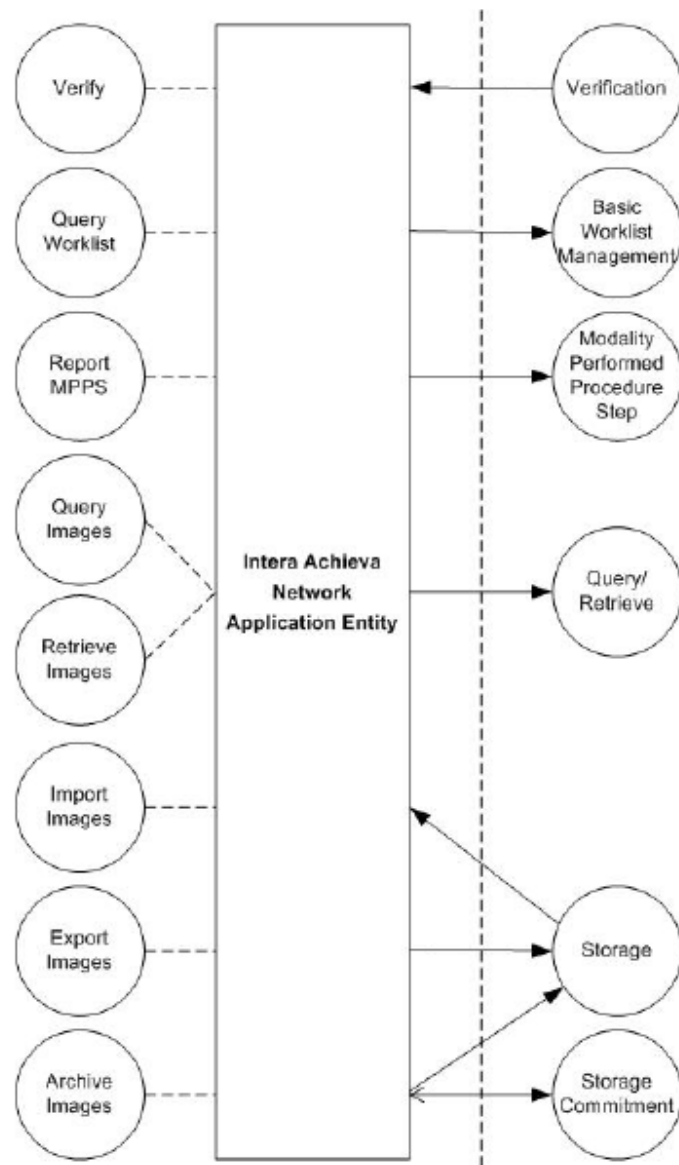 Verify
Verification
Query
Worklist
Basic
Worklist
Management
Report
MPPS
Modality
Performed
Procedure
Step
Query
Images
Intera Achieva
Network
Application Entity
Query/
Retrieve
Retrieve
Images
Import
Images
Export
Images
Storage
Archive
Images
Storage
Commitment